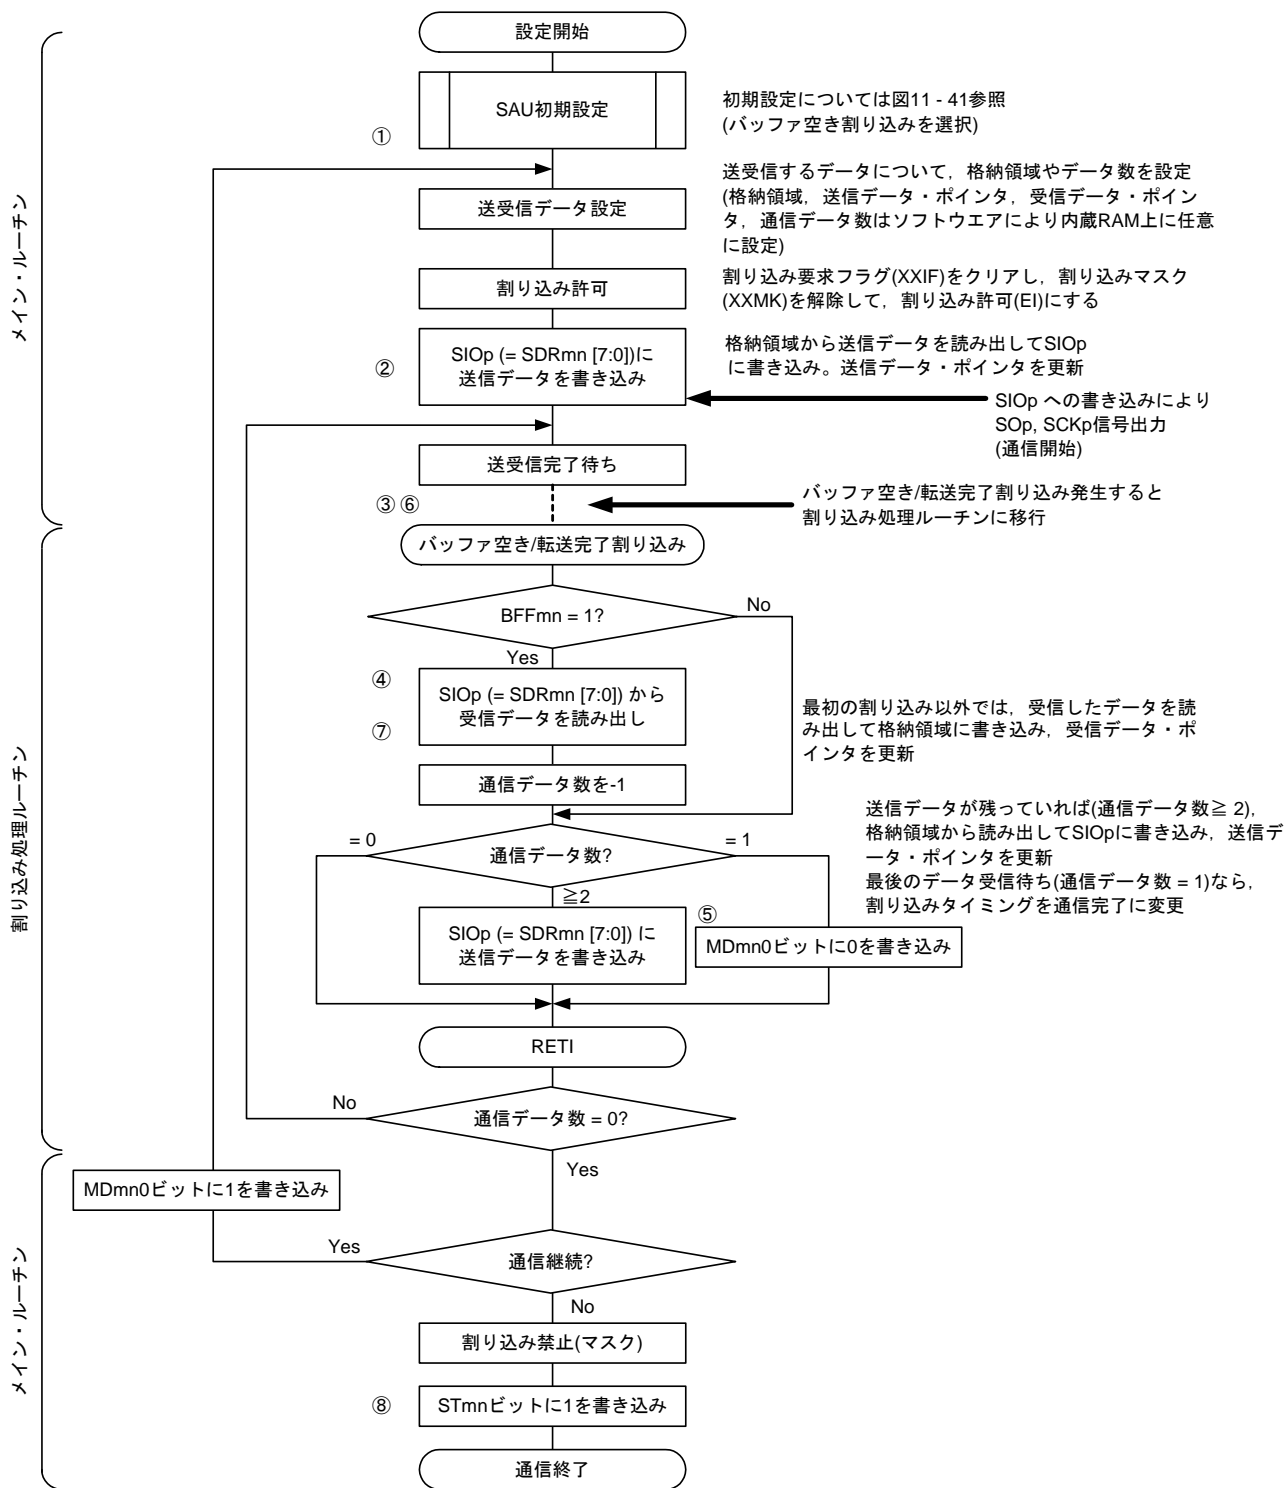 設定開始
SAU初期設定
初期設定については図11 - 41参照
(バッファ空き割り込みを選択)
①
送受信するデータについて，格納領域やデータ数を設定
(格納領域，送信データ・ポインタ，受信データ・ポイン
タ，通信データ数はソフトウエアにより内蔵RAM上に任意
に設定)
送受信データ設定
割り込み許可
割り込み要求フラグ(XXIF)をクリアし，割り込みマスク
(XXMK)を解除して，割り込み許可(EI)にする
メイン・ルーチン
②
SIOp (= SDRmn [7:0])に
送信データを書き込み
格納領域から送信データを読み出してSIOp
に書き込み。送信データ・ポインタを更新
SIOp への書き込みにより
SOp, SCKp信号出力
(通信開始)
送受信完了待ち
③ ⑥
バッファ空き/転送完了割り込み発生すると
割り込み処理ルーチンに移行
バッファ空き/転送完了割り込み
BFFmn = 1?
No
Yes
④
SIOp (= SDRmn [7:0]) から
受信データを読み出し
⑦
最初の割り込み以外では，受信したデータを読
み出して格納領域に書き込み，受信データ・ポ
インタを更新
通信データ数を-1
割り込み処理ルーチン
送信データが残っていれば(通信データ数≧ 2)，
格納領域から読み出してSIOpに書き込み，送信デ
ータ・ポインタを更新
最後のデータ受信待ち(通信データ数 = 1)なら，
割り込みタイミングを通信完了に変更
= 0
通信データ数?
= 1
≧2
⑤
SIOp (= SDRmn [7:0]) に
送信データを書き込み
MDmn0ビットに0を書き込み
RETI
No
通信データ数 = 0?
Yes
MDmn0ビットに1を書き込み
Yes
通信継続?
No
メイン・ルーチン
割り込み禁止(マスク)
⑧
STmnビットに1を書き込み
通信終了